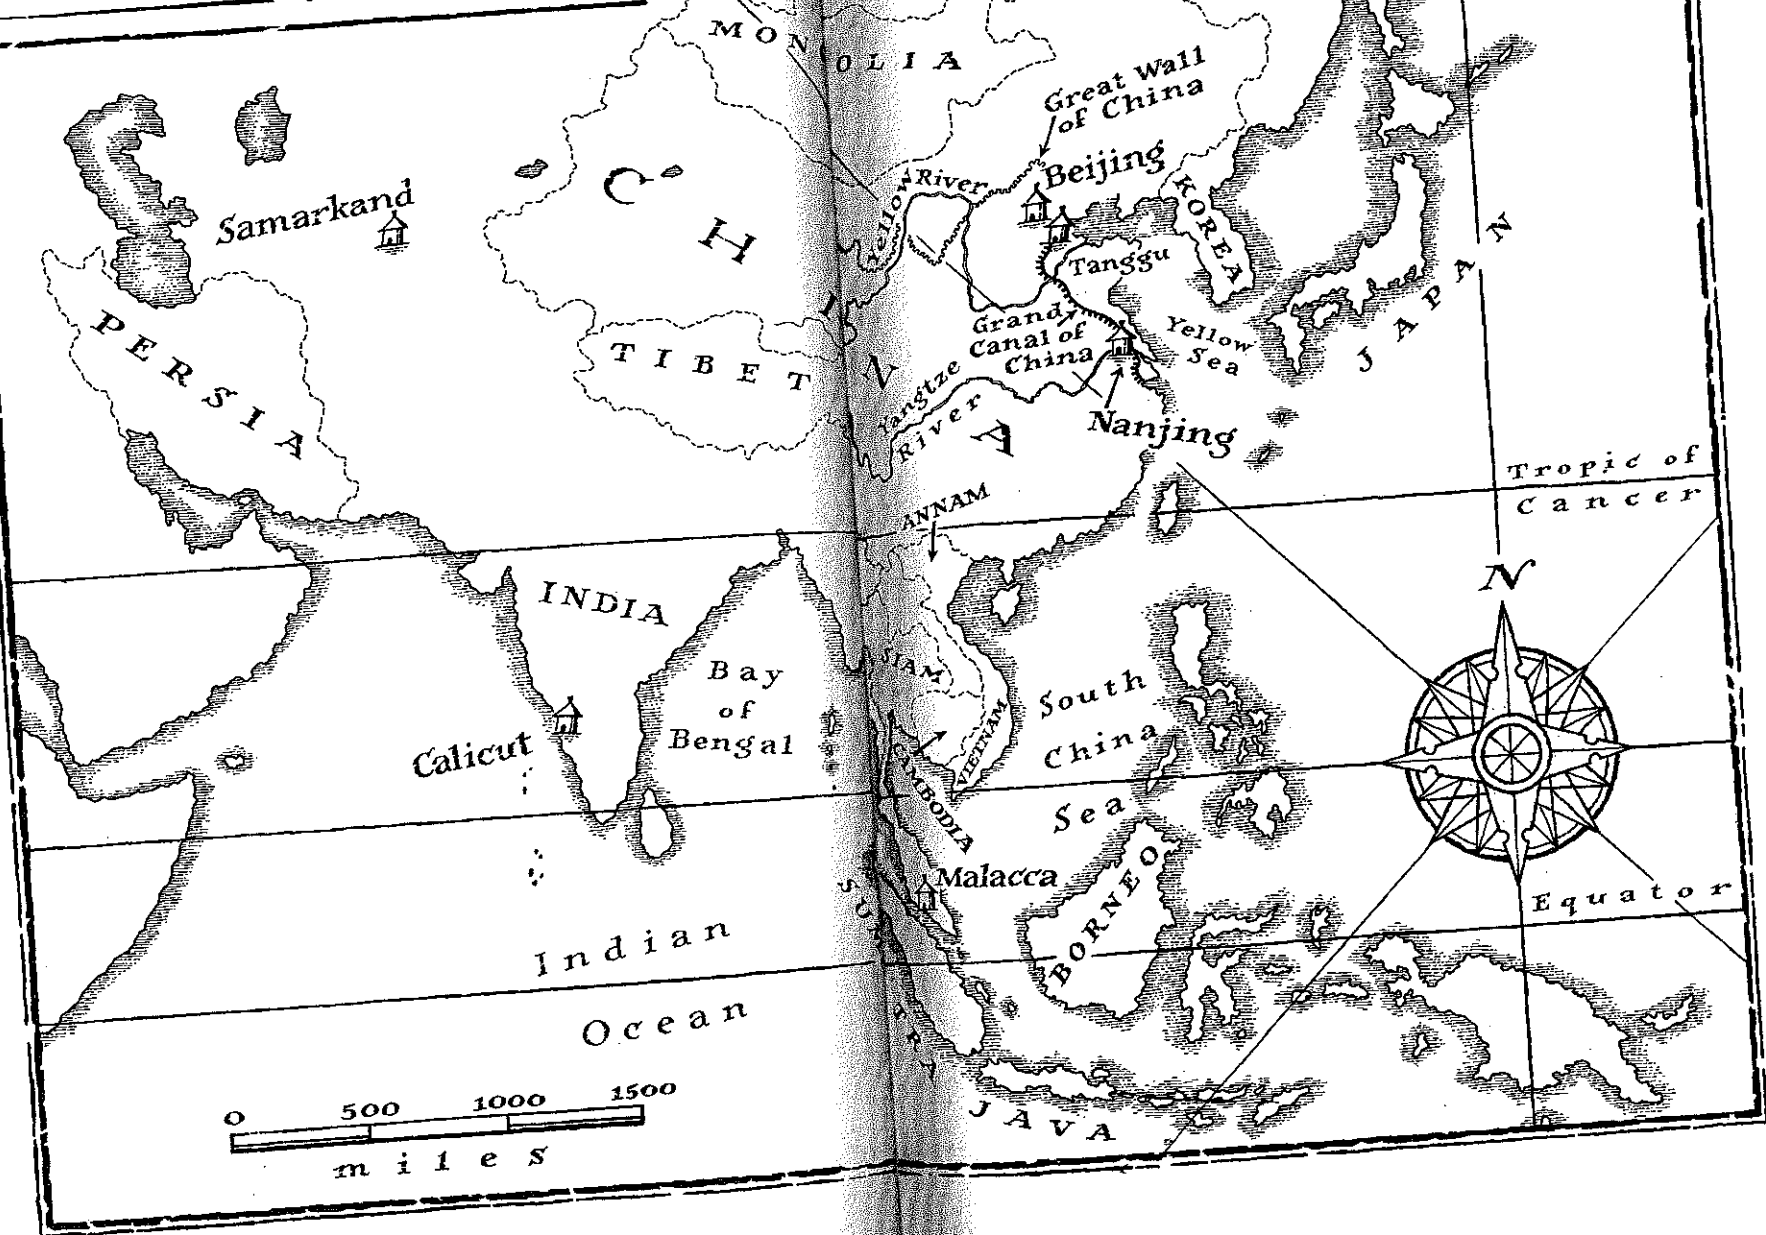 MONGOLIA
Great Wall
of China
Beijing
River
Yellow
KOREA
Samarkand
CHINA
Tanggu
JAPAN
PERSIA
TIBET
Grand
Canal of
China
Yellow
Sea
Yangtze
River
Nanjing
Tropic of
Cancer
ANNAM
N
INDIA
SIAM
Bay
of
Bengal
South
China
Sea
VIETNAM
CAMBODIA
Calicut
Malacca
BORNEO
SUMATRA
Equator
Indian
Ocean
JAVA
0 500 1000 1500
miles